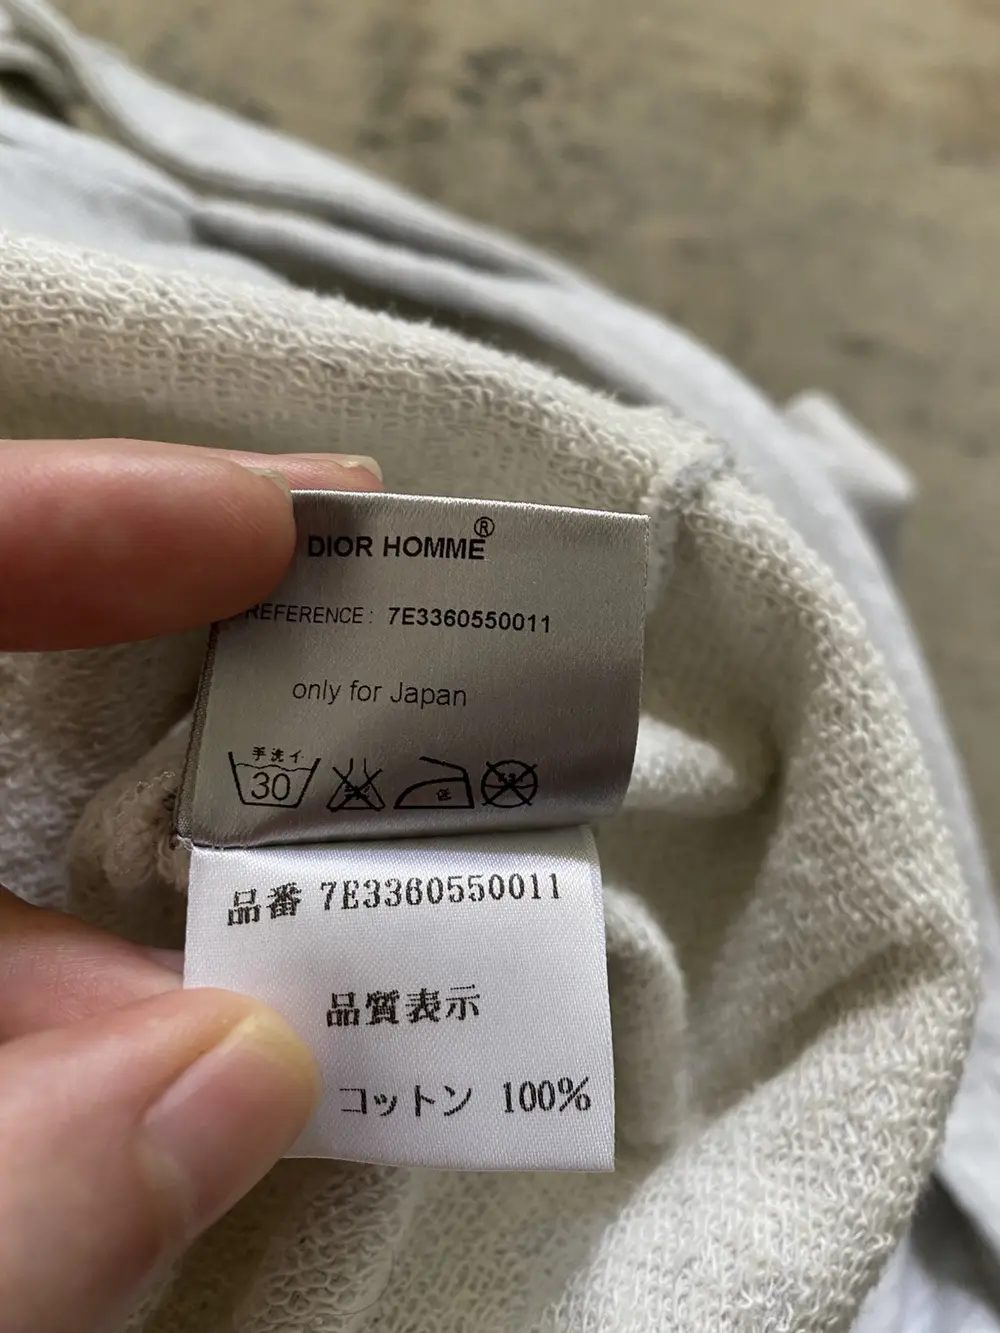 DIOR HOMME®
REFERENCE: 7E3360550011
only for Japan
手洗イ
30
低
品番 7E3360550011
品質表示
コットン 100%